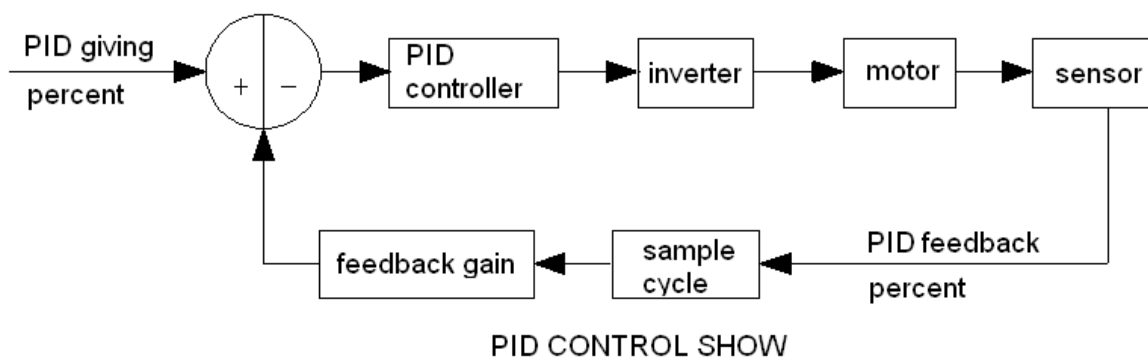 PID giving
percent
+ −
PID
controller
inverter
motor
sensor
PID feedback
percent
sample
cycle
feedback gain
PID CONTROL SHOW